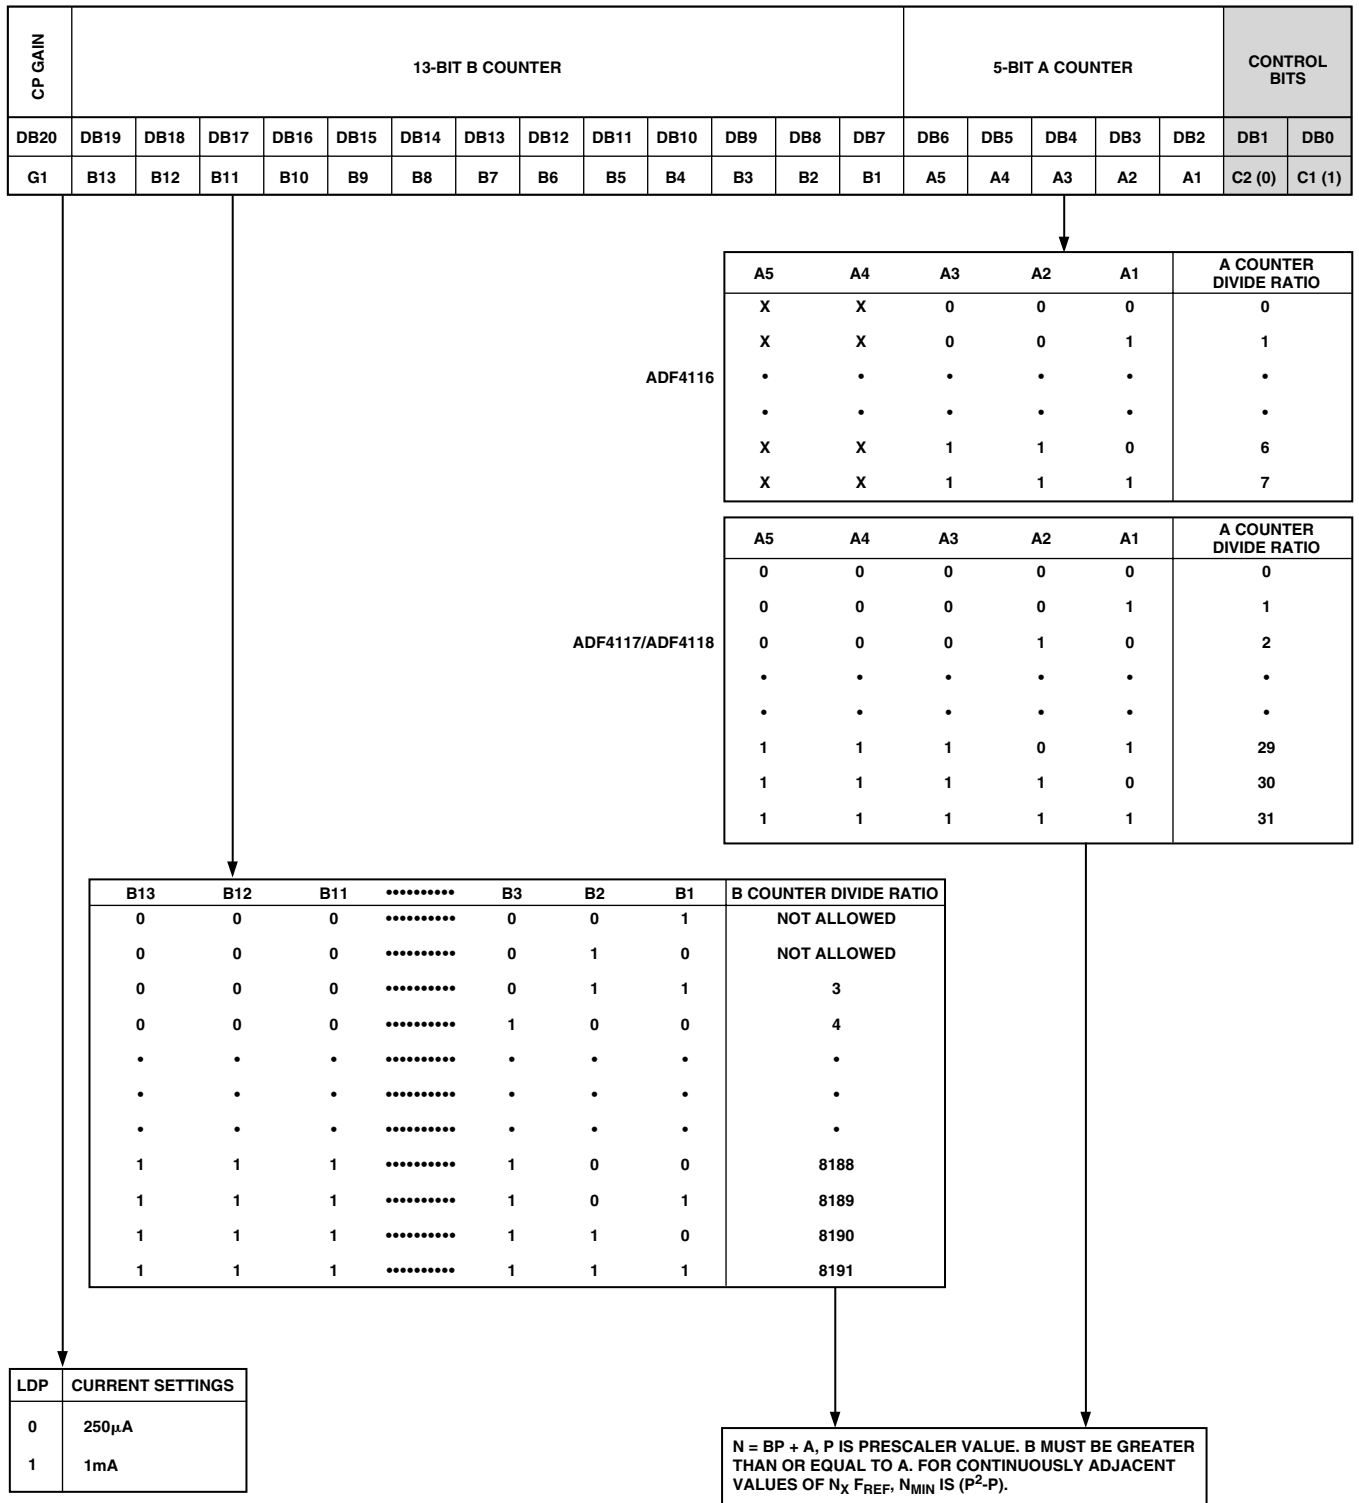 CP GAIN
13-BIT B COUNTER
5-BIT A COUNTER
CONTROL
BITS
DB20 DB19 DB18 DB17 DB16 DB15 DB14 DB13 DB12 DB11 DB10 DB9 DB8 DB7 DB6 DB5 DB4 DB3 DB2 DB1 DB0
G1 B13 B12 B11 B10 B9 B8 B7 B6 B5 B4 B3 B2 B1 A5 A4 A3 A2 A1 C2 (0) C1 (1)
ADF4116
A5 A4 A3 A2 A1 A COUNTER
DIVIDE RATIO
X X 0 0 0 0
X X 0 0 1 1
• • • • • •
• • • • • •
X X 1 1 0 6
X X 1 1 1 7
ADF4117/ADF4118
A5 A4 A3 A2 A1 A COUNTER
DIVIDE RATIO
0 0 0 0 0 0
0 0 0 0 1 1
0 0 0 1 0 2
• • • • • •
• • • • • •
1 1 1 0 1 29
1 1 1 1 0 30
1 1 1 1 1 31
B13 B12 B11 •••••••••• B3 B2 B1 B COUNTER DIVIDE RATIO
0 0 0 •••••••••• 0 0 1 NOT ALLOWED
0 0 0 •••••••••• 0 1 0 NOT ALLOWED
0 0 0 •••••••••• 0 1 1 3
0 0 0 •••••••••• 1 0 0 4
• • • •••••••••• • • • •
• • • •••••••••• • • • •
• • • •••••••••• • • • •
1 1 1 •••••••••• 1 0 0 8188
1 1 1 •••••••••• 1 0 1 8189
1 1 1 •••••••••• 1 1 0 8190
1 1 1 •••••••••• 1 1 1 8191
LDP CURRENT SETTINGS
0 250µA
1 1mA
N = BP + A, P IS PRESCALER VALUE. B MUST BE GREATER
THAN OR EQUAL TO A. FOR CONTINUOUSLY ADJACENT
VALUES OF NX FREF, NMIN IS (P²-P).